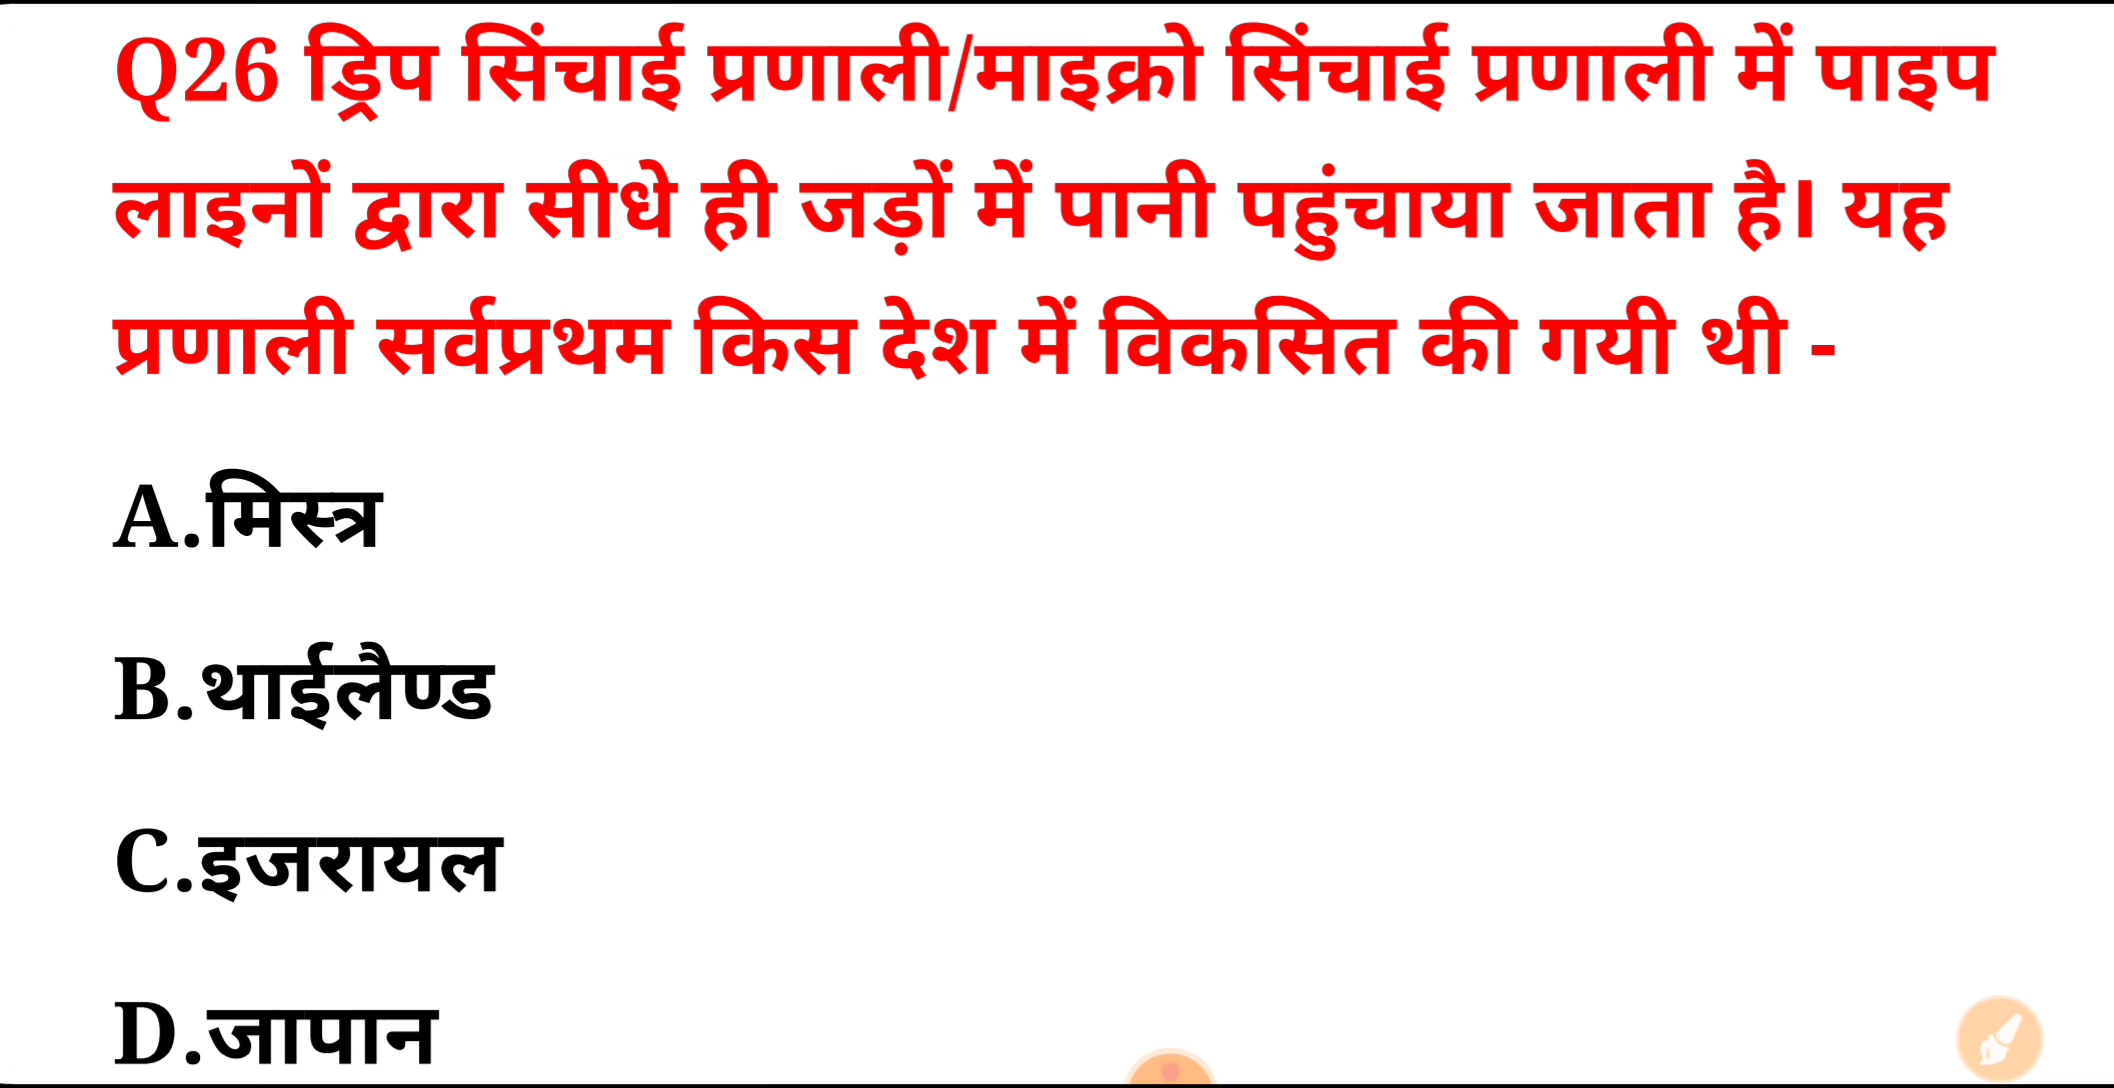 Q26 ड्रिप सिंचाई प्रणाली/माइक्रो सिंचाई प्रणाली में पाइप
लाइनों द्वारा सीधे ही जड़ों में पानी पहुंचाया जाता है। यह
प्रणाली सर्वप्रथम किस देश में विकसित की गयी थी -
A.मिस्त्र
B.थाईलैण्ड
C.इजरायल
D.जापान